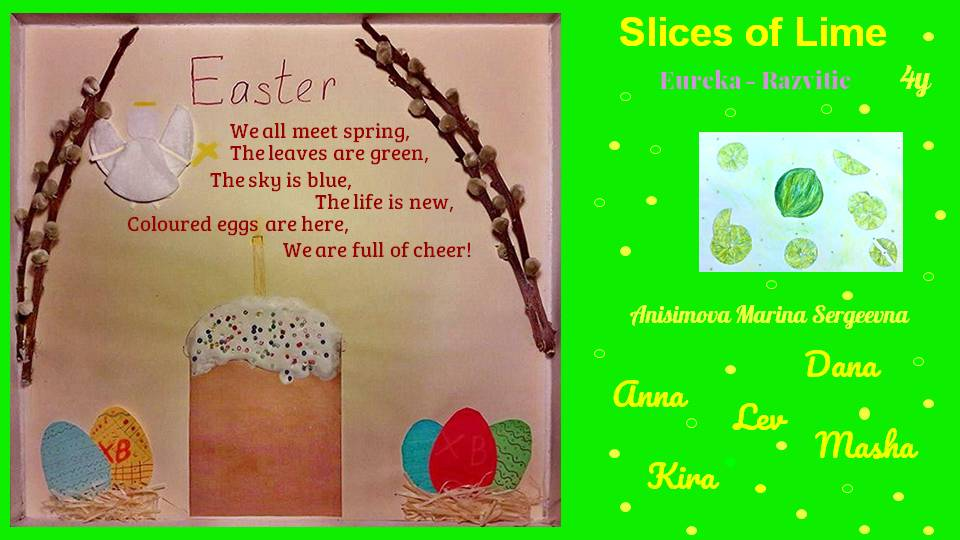 Easter
We all meet spring,
The leaves are green,
The sky is blue,
The life is new,
Coloured eggs are here,
We are full of cheer!
ХВ
ХВ
Slices of Lime
Eureka - Razvitie
4y
Anisimova Marina Sergeevna
Dana
Anna
Lev
Masha
Kira